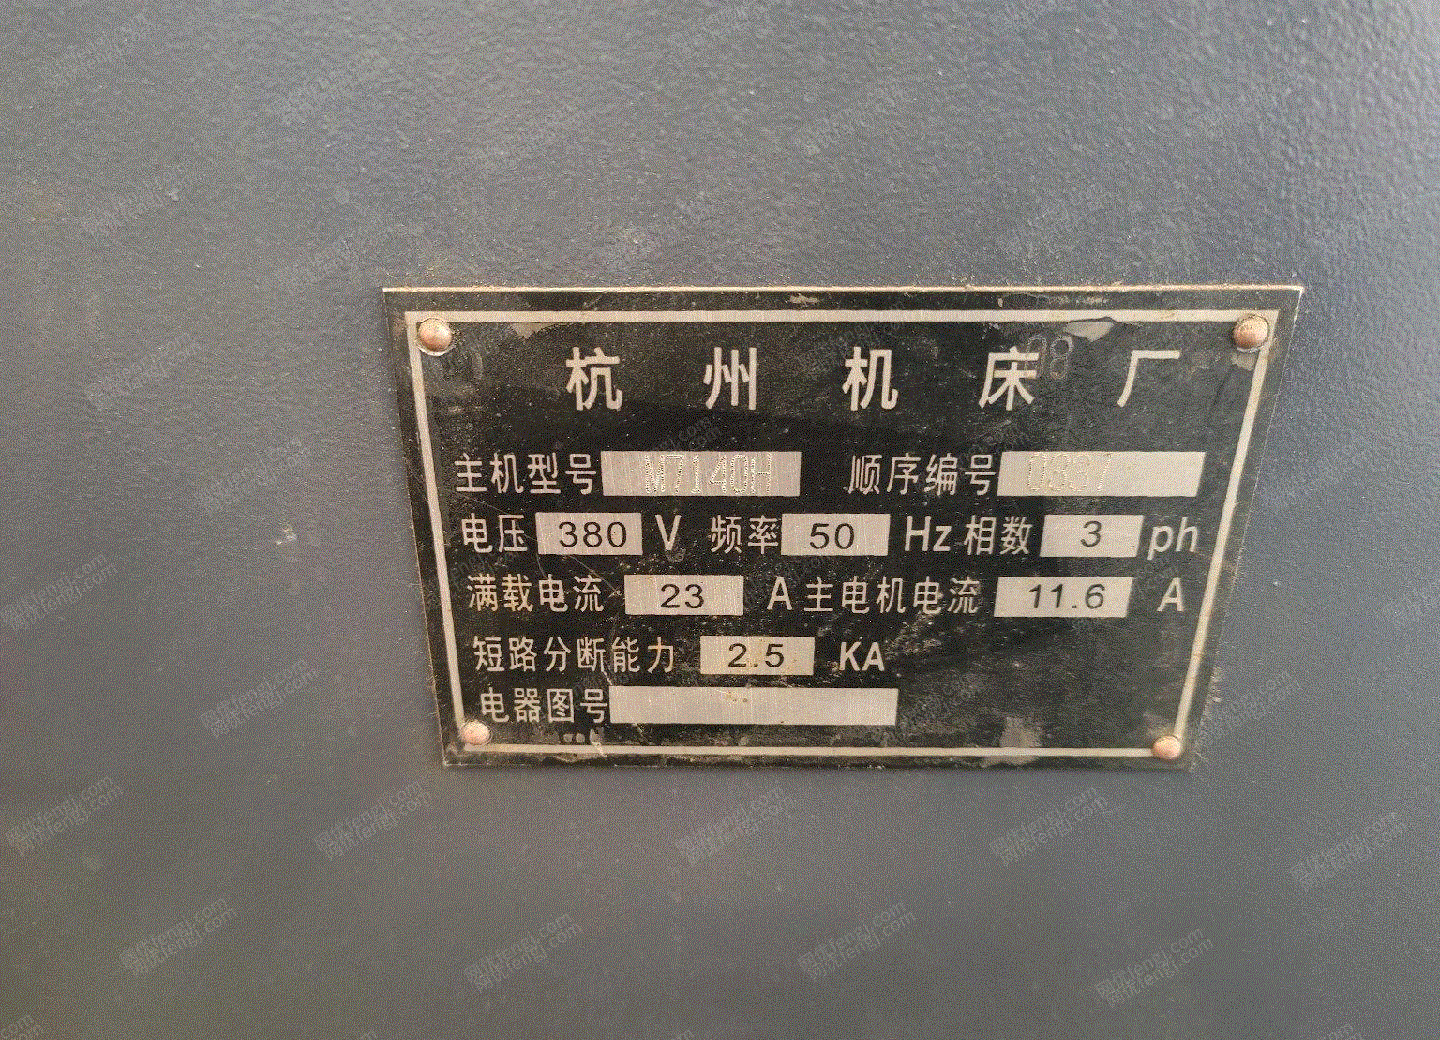 杭州机床厂
主机型号 M7140H 顺序编号 0337
电压 380 V 频率 50 Hz 相数 3 ph
满载电流 23 A 主电机电流 11.6 A
短路分断能力 2.5 KA
电器图号